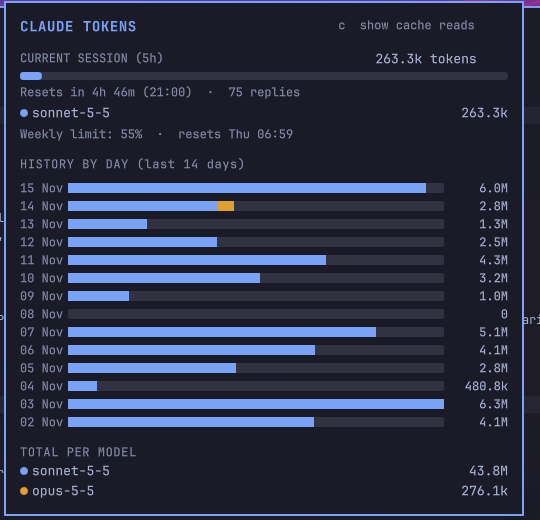 CLAUDE TOKENS c show cache reads
CURRENT SESSION (5h) 263.3k tokens
Resets in 4h 46m (21:00) · 75 replies
sonnet-5-5 263.3k
Weekly limit: 55% · resets Thu 06:59
HISTORY BY DAY (last 14 days)
15 Nov 6.0M
14 Nov 2.8M
13 Nov 1.3M
12 Nov 2.5M
11 Nov 4.3M
10 Nov 3.2M
09 Nov 1.0M
08 Nov 0
07 Nov 5.1M
06 Nov 4.1M
05 Nov 2.8M
04 Nov 480.8k
03 Nov 6.3M
02 Nov 4.1M
TOTAL PER MODEL
sonnet-5-5 43.8M
opus-5-5 276.1k